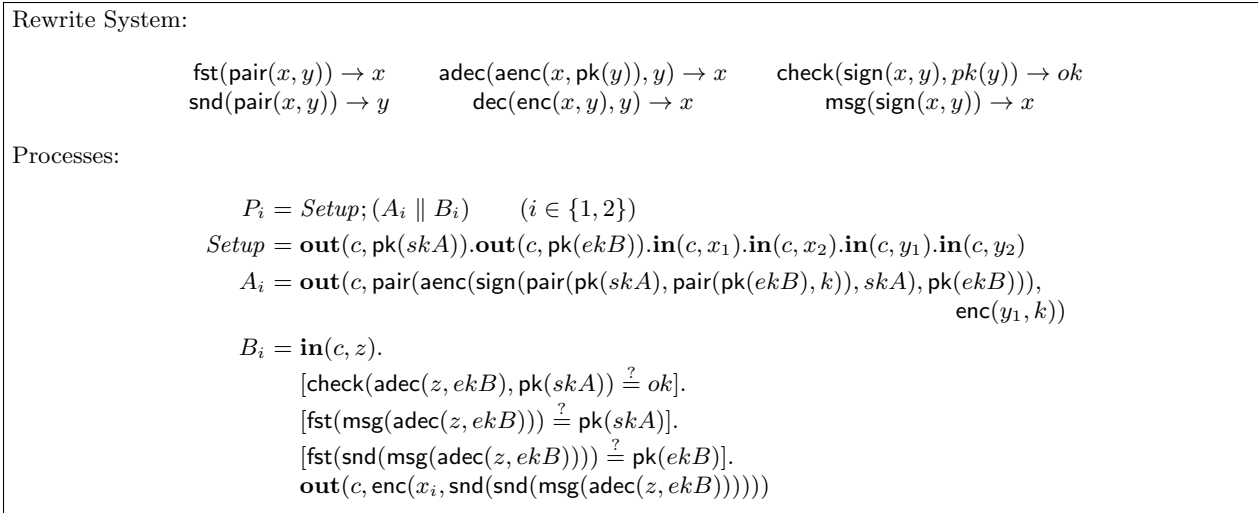 Rewrite System:
fst(pair(x, y)) → x    adec(aenc(x, pk(y)), y) → x    check(sign(x, y), pk(y)) → ok
snd(pair(x, y)) → y    dec(enc(x, y), y) → x    msg(sign(x, y)) → x
Processes:
P_i = Setup; (A_i ∥ B_i)    (i ∈ {1, 2})
Setup = out(c, pk(skA)).out(c, pk(ekB)).in(c, x_1).in(c, x_2).in(c, y_1).in(c, y_2)
A_i = out(c, pair(aenc(sign(pair(pk(skA), pair(pk(ekB), k)), skA), pk(ekB))),
enc(y_1, k))
B_i = in(c, z).
[check(adec(z, ekB), pk(skA)) ≟ ok].
[fst(msg(adec(z, ekB))) ≟ pk(skA)].
[fst(snd(msg(adec(z, ekB)))) ≟ pk(ekB)].
out(c, enc(x_i, snd(snd(msg(adec(z, ekB))))))